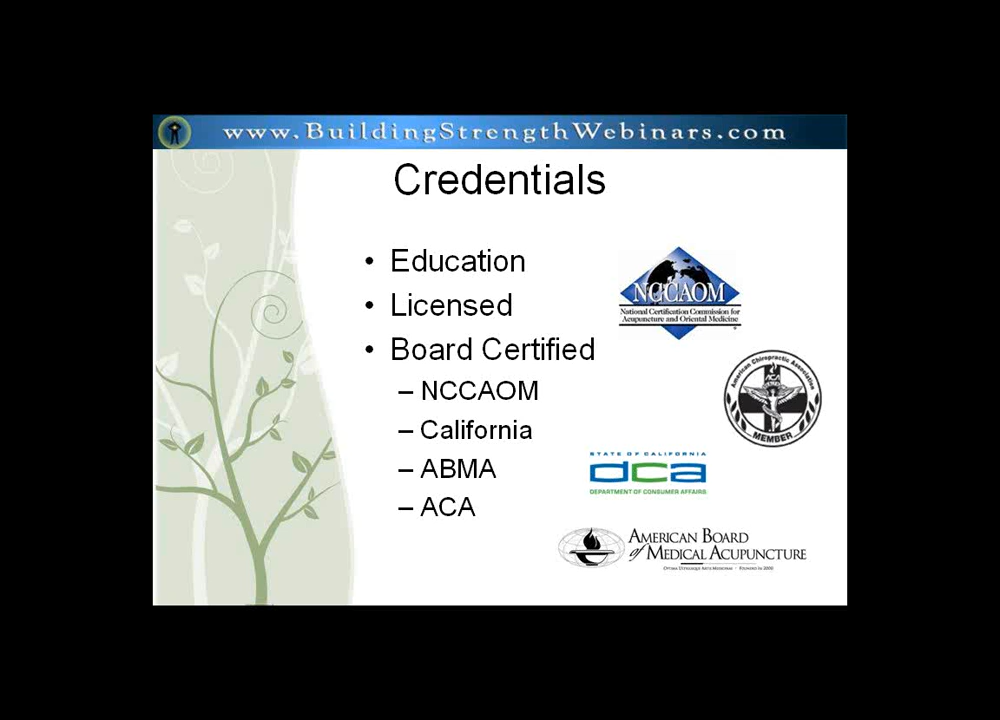 www.BuildingStrengthWebinars.com
Credentials
• Education
• Licensed
• Board Certified
– NCCAOM
– California
– ABMA
– ACA
NCCAOM
National Certification Commission for
Acupuncture and Oriental Medicine
American Chiropractic Association
ACA
MEMBER
STATE OF CALIFORNIA
dca
DEPARTMENT OF CONSUMER AFFAIRS
AMERICAN BOARD
of MEDICAL ACUPUNCTURE